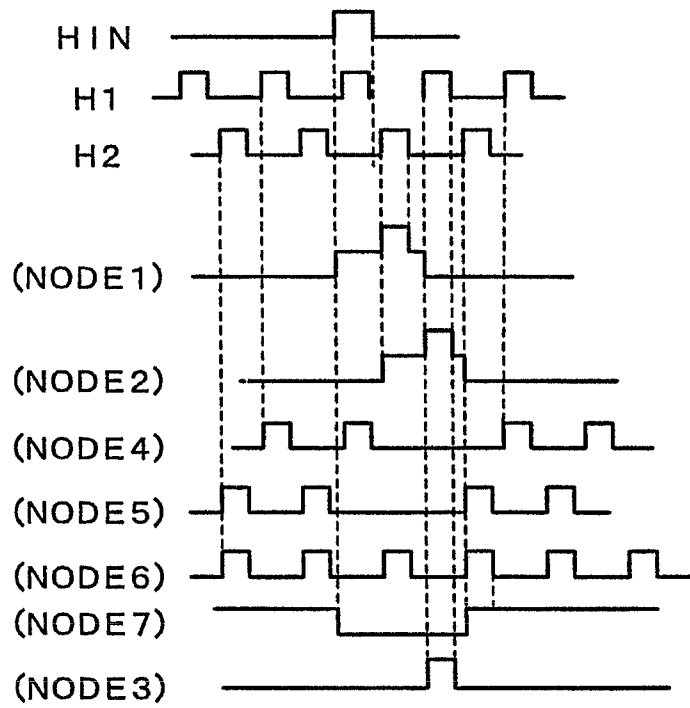 HIN
H1
H2
(NODE1)
(NODE2)
(NODE4)
(NODE5)
(NODE6)
(NODE7)
(NODE3)